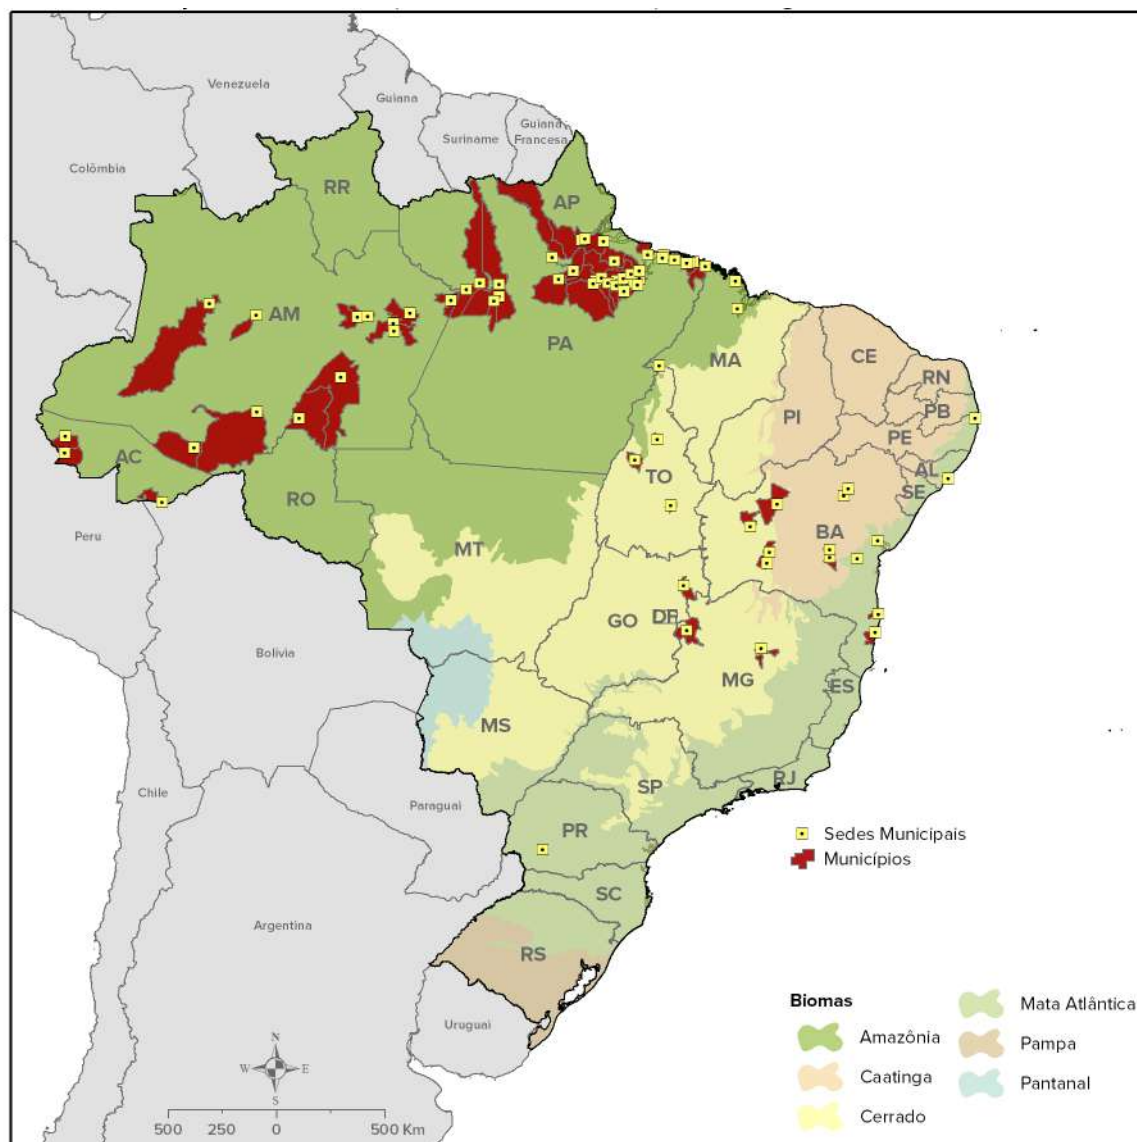 Venezuela
Guiana
Suriname
Guiana
Francesa
Colômbia
RR
AP
AM
PA
MA
CE
RN
PB
PI
PE
AC
TO
AL
SE
RO
BA
Peru
MT
GO
DF
Bolívia
MG
ES
MS
SP
RJ
Chile
Paraguai
PR
Sedes Municipais
Municípios
SC
Argentina
RS
Uruguai
Biomas
Amazônia
Caatinga
Cerrado
Mata Atlântica
Pampa
Pantanal
N
W
E
S
500 250 0 500 Km